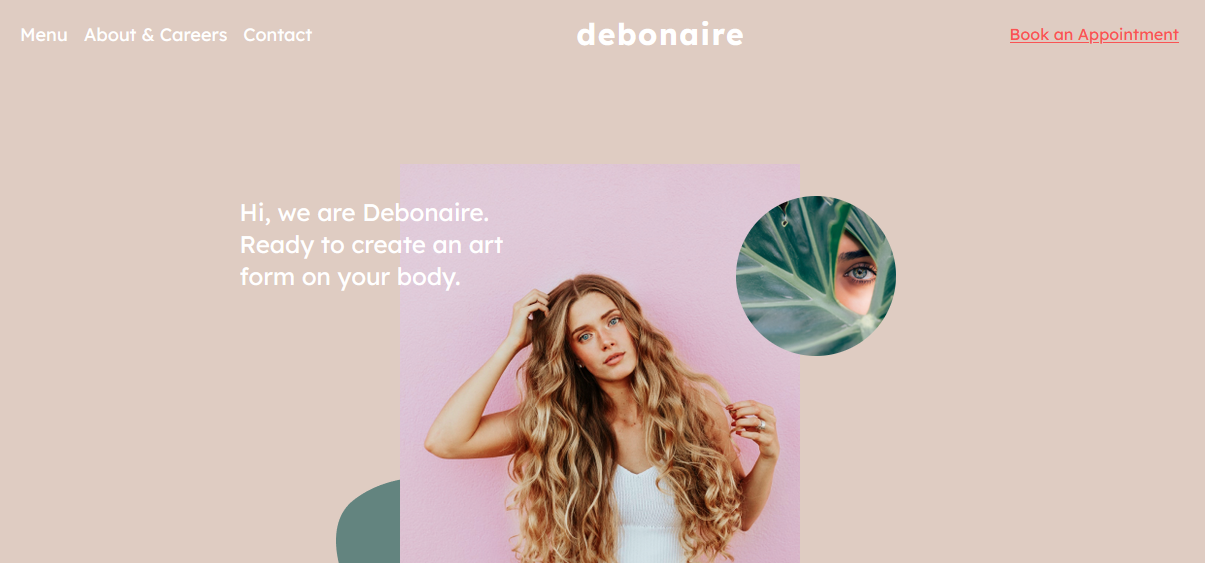 Menu About & Careers Contact
debonaire
Book an Appointment
Hi, we are Debonaire.
Ready to create an art
form on your body.